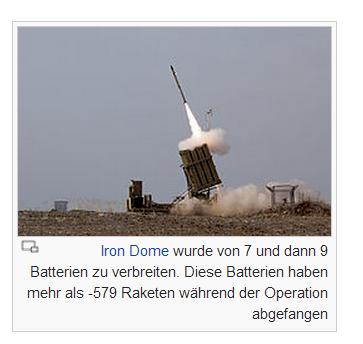 Iron Dome wurde von 7 und dann 9
Batterien zu verbreiten. Diese Batterien haben
mehr als -579 Raketen während der Operation
abgefangen